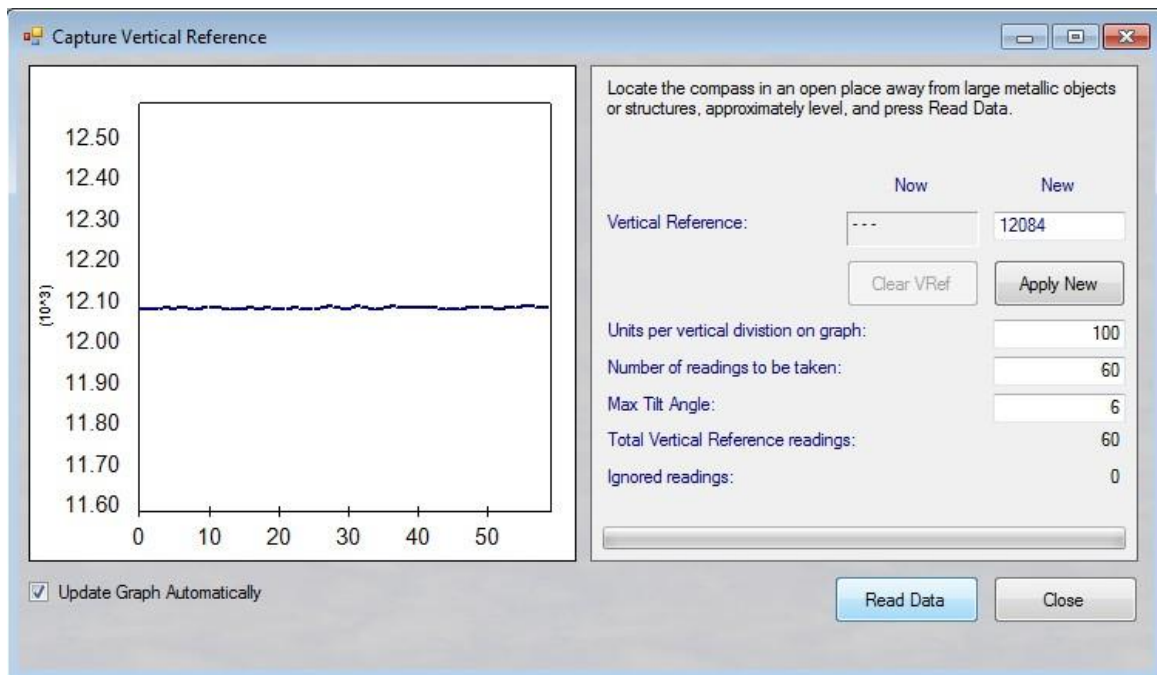 Capture Vertical Reference
12.50
12.40
12.30
12.20
12.10
12.00
11.90
11.80
11.70
11.60
(10^3)
0 10 20 30 40 50
Locate the compass in an open place away from large metallic objects
or structures, approximately level, and press Read Data.
Now New
Vertical Reference: --- 12084
Clear VRef Apply New
Units per vertical divistion on graph: 100
Number of readings to be taken: 60
Max Tilt Angle: 6
Total Vertical Reference readings: 60
Ignored readings: 0
Update Graph Automatically
Read Data Close